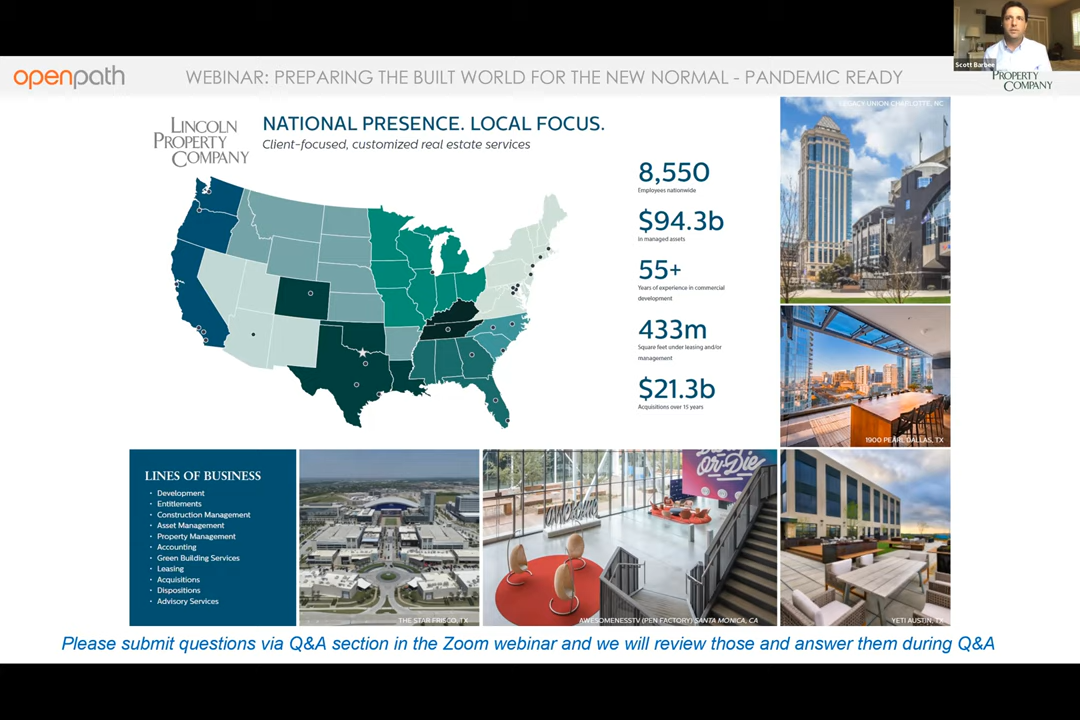 openpath
WEBINAR: PREPARING THE BUILT WORLD FOR THE NEW NORMAL - PANDEMIC READY
Scott Barbee
PROPERTY
COMPANY
LINCOLN
PROPERTY
COMPANY
NATIONAL PRESENCE. LOCAL FOCUS.
Client-focused, customized real estate services
8,550
Employees nationwide
$94.3b
in managed assets
55+
Years of experience in commercial
development
433m
Square feet under leasing and/or
management
$21.3b
Acquisitions over 15 years
LEGACY UNION CHARLOTTE, NC
1900 PEARL DALLAS, TX
LINES OF BUSINESS
• Development
• Entitlements
• Construction Management
• Asset Management
• Property Management
• Accounting
• Green Building Services
• Leasing
• Acquisitions
• Dispositions
• Advisory Services
THE STAR FRISCO, TX
awesomeness
Or Die
AWESOMENESSTV (PEN FACTORY) SANTA MONICA, CA
YETI AUSTIN, TX
Please submit questions via Q&A section in the Zoom webinar and we will review those and answer them during Q&A